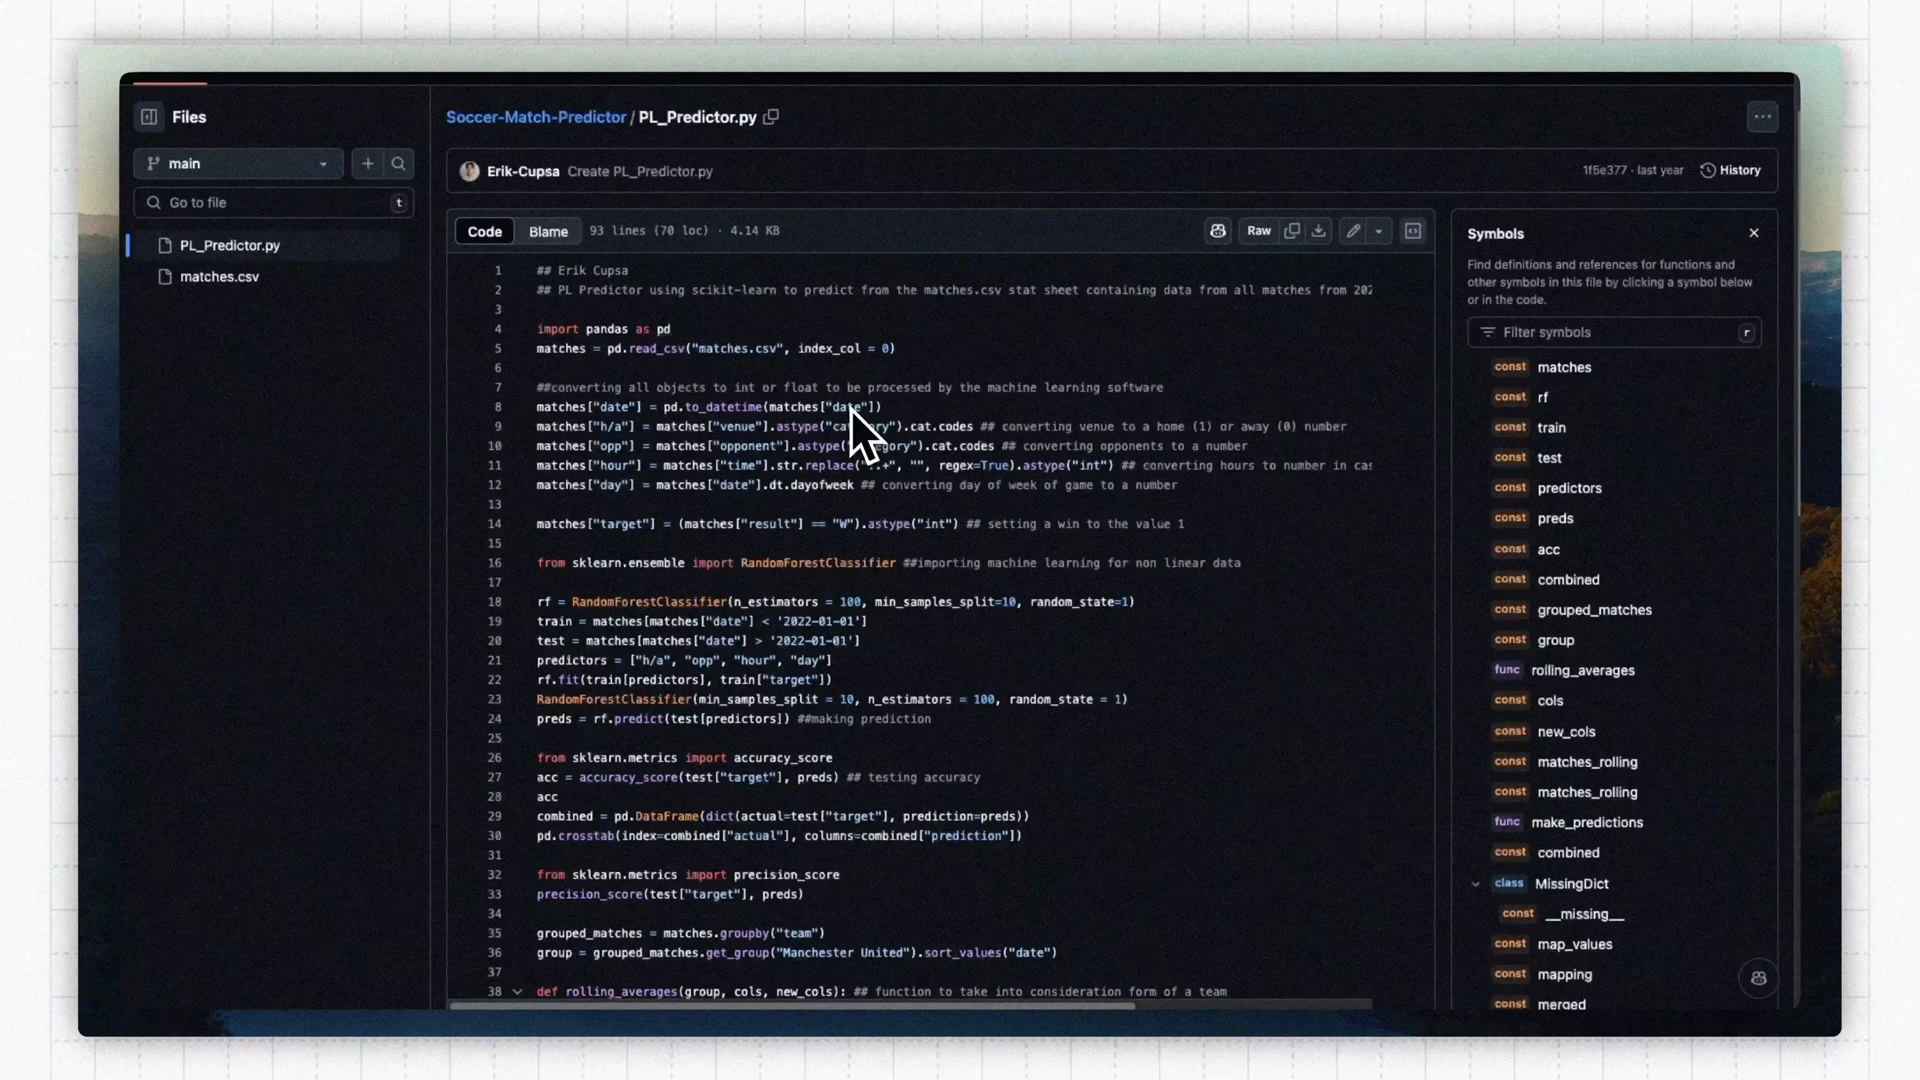 Files
main
Go to file
t
PL_Predictor.py
matches.csv
Soccer-Match-Predictor / PL_Predictor.py
Erik-Cupsa Create PL_Predictor.py
1f5e377 · last year
History
Code
Blame
93 lines (70 loc) · 4.14 KB
Raw
1 ## Erik Cupsa
2 ## PL Predictor using scikit-learn to predict from the matches.csv stat sheet containing data from all matches from 202
3
4 import pandas as pd
5 matches = pd.read_csv("matches.csv", index_col = 0)
6
7 ##converting all objects to int or float to be processed by the machine learning software
8 matches["date"] = pd.to_datetime(matches["date"])
9 matches["h/a"] = matches["venue"].astype("category").cat.codes ## converting venue to a home (1) or away (0) number
10 matches["opp"] = matches["opponent"].astype("category").cat.codes ## converting opponents to a number
11 matches["hour"] = matches["time"].str.replace(":.+", "", regex=True).astype("int") ## converting hours to number in cas
12 matches["day"] = matches["date"].dt.dayofweek ## converting day of week of game to a number
13
14 matches["target"] = (matches["result"] == "W").astype("int") ## setting a win to the value 1
15
16 from sklearn.ensemble import RandomForestClassifier ##importing machine learning for non linear data
17
18 rf = RandomForestClassifier(n_estimators = 100, min_samples_split=10, random_state=1)
19 train = matches[matches["date"] < '2022-01-01']
20 test = matches[matches["date"] > '2022-01-01']
21 predictors = ["h/a", "opp", "hour", "day"]
22 rf.fit(train[predictors], train["target"])
23 RandomForestClassifier(min_samples_split = 10, n_estimators = 100, random_state = 1)
24 preds = rf.predict(test[predictors]) ##making prediction
25
26 from sklearn.metrics import accuracy_score
27 acc = accuracy_score(test["target"], preds) ## testing accuracy
28 acc
29 combined = pd.DataFrame(dict(actual=test["target"], prediction=preds))
30 pd.crosstab(index=combined["actual"], columns=combined["prediction"])
31
32 from sklearn.metrics import precision_score
33 precision_score(test["target"], preds)
34
35 grouped_matches = matches.groupby("team")
36 group = grouped_matches.get_group("Manchester United").sort_values("date")
37
38 def rolling_averages(group, cols, new_cols): ## function to take into consideration form of a team
Symbols
Find definitions and references for functions and
other symbols in this file by clicking a symbol below
or in the code.
Filter symbols
r
const matches
const rf
const train
const test
const predictors
const preds
const acc
const combined
const grouped_matches
const group
func rolling_averages
const cols
const new_cols
const matches_rolling
const matches_rolling
func make_predictions
const combined
class MissingDict
const __missing__
const map_values
const mapping
const merged